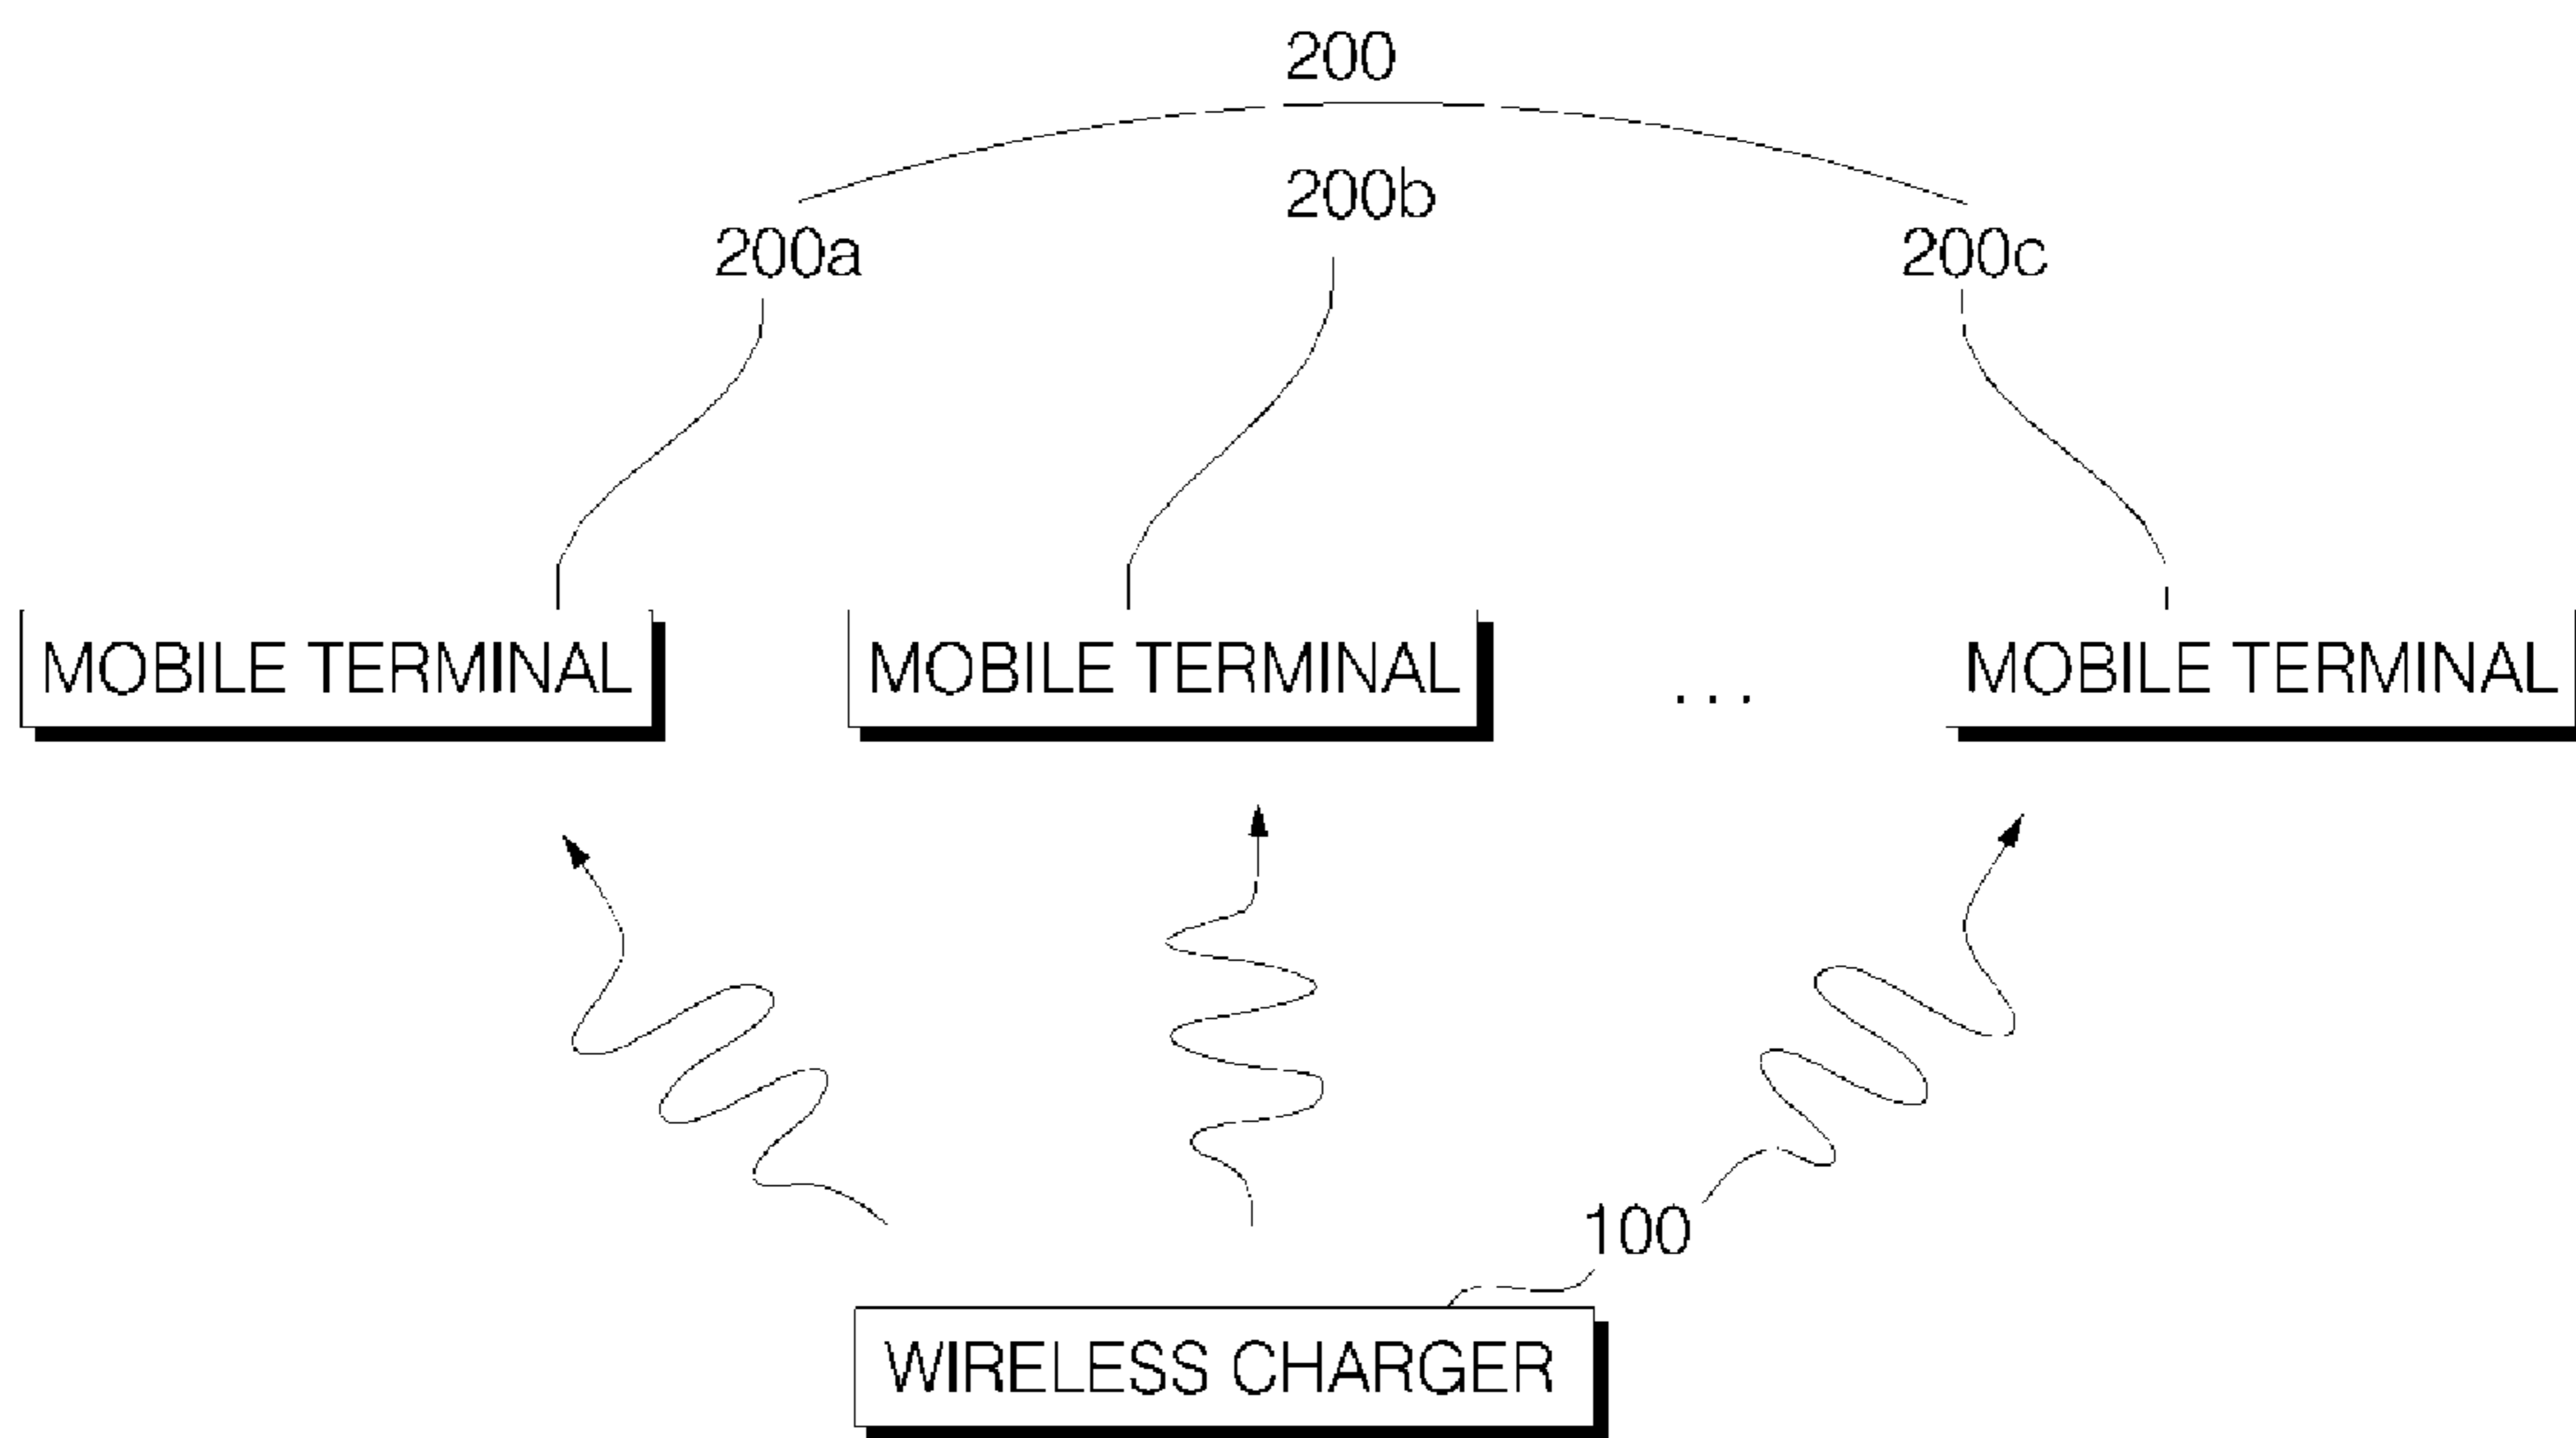 200
200a
200b
200c
MOBILE TERMINAL
MOBILE TERMINAL
...
MOBILE TERMINAL
100
WIRELESS CHARGER